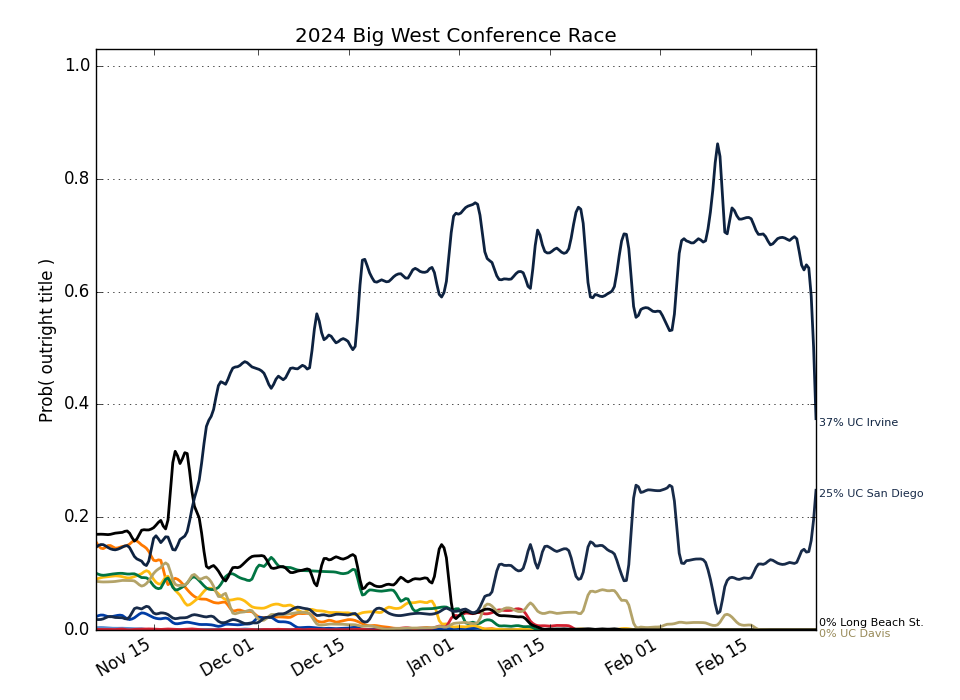 2024 Big West Conference Race
1.0
0.8
0.6
0.4
0.2
0.0
Prob( outright title )
37% UC Irvine
25% UC San Diego
0% Long Beach St.
0% UC Davis
Nov 15
Dec 01
Dec 15
Jan 01
Jan 15
Feb 01
Feb 15